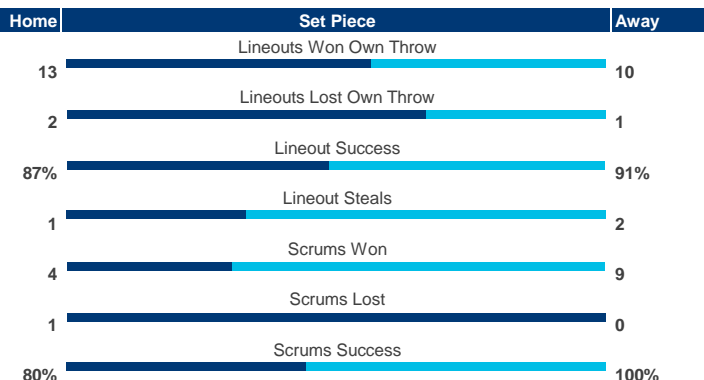 Home Set Piece Away
Lineouts Won Own Throw
13 10
Lineouts Lost Own Throw
2 1
Lineout Success
87% 91%
Lineout Steals
1 2
Scrums Won
4 9
Scrums Lost
1 0
Scrums Success
80% 100%